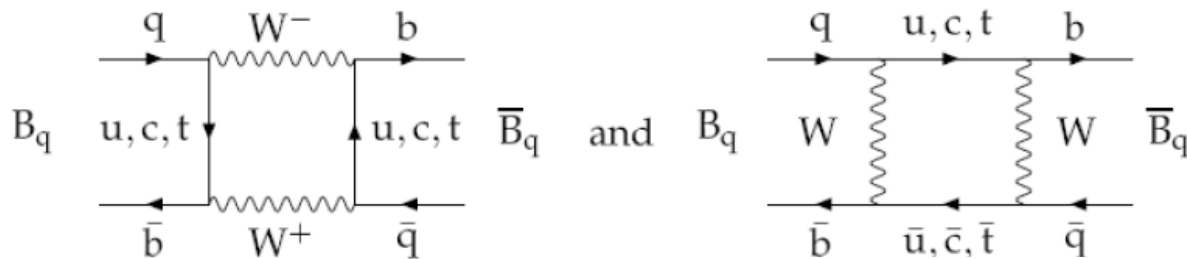 q W⁻ b q u, c, t b
B_q u, c, t u, c, t B̅_q and B_q W W B̅_q
b̄ W⁺ q̄ b̄ ū, c̄, t̄ q̄